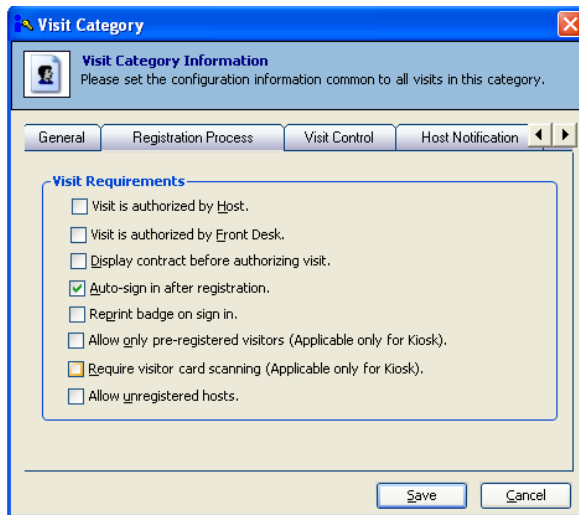 Visit Category
Visit Category Information
Please set the configuration information common to all visits in this category.
General
Registration Process
Visit Control
Host Notification
Visit Requirements
Visit is authorized by Host.
Visit is authorized by Front Desk.
Display contract before authorizing visit.
Auto-sign in after registration.
Reprint badge on sign in.
Allow only pre-registered visitors (Applicable only for Kiosk).
Require visitor card scanning (Applicable only for Kiosk).
Allow unregistered hosts.
Save
Cancel